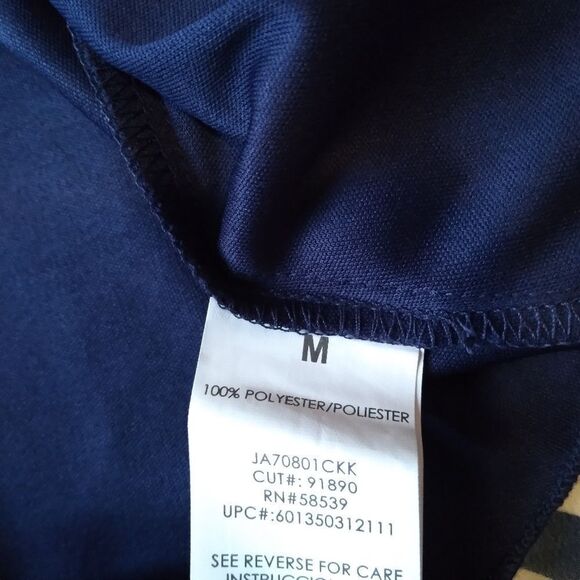 M
100% POLYESTER/POLIESTER
JA70801CKK
CUT#: 91890
RN#58539
UPC#:601350312111
SEE REVERSE FOR CARE